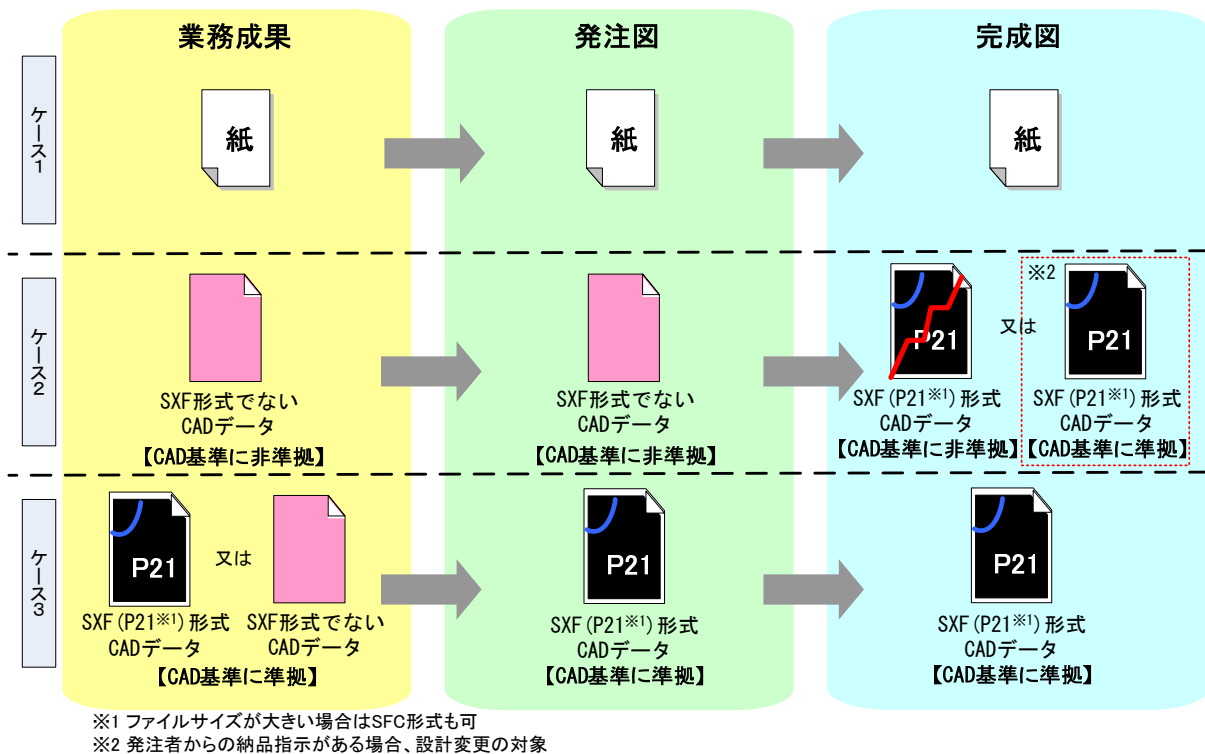 業務成果
発注図
完成図
ケース1
紙
紙
紙
ケース2
SXF形式でない
CADデータ
【CAD基準に非準拠】
SXF形式でない
CADデータ
【CAD基準に非準拠】
P21
SXF(P21※1)形式
CADデータ
【CAD基準に非準拠】
又は
※2
P21
SXF(P21※1)形式
CADデータ
【CAD基準に準拠】
ケース3
P21
SXF(P21※1)形式
CADデータ
又は
SXF形式でない
CADデータ
【CAD基準に準拠】
P21
SXF(P21※1)形式
CADデータ
【CAD基準に準拠】
P21
SXF(P21※1)形式
CADデータ
【CAD基準に準拠】
※1 ファイルサイズが大きい場合はSFC形式も可
※2 発注者からの納品指示がある場合、設計変更の対象